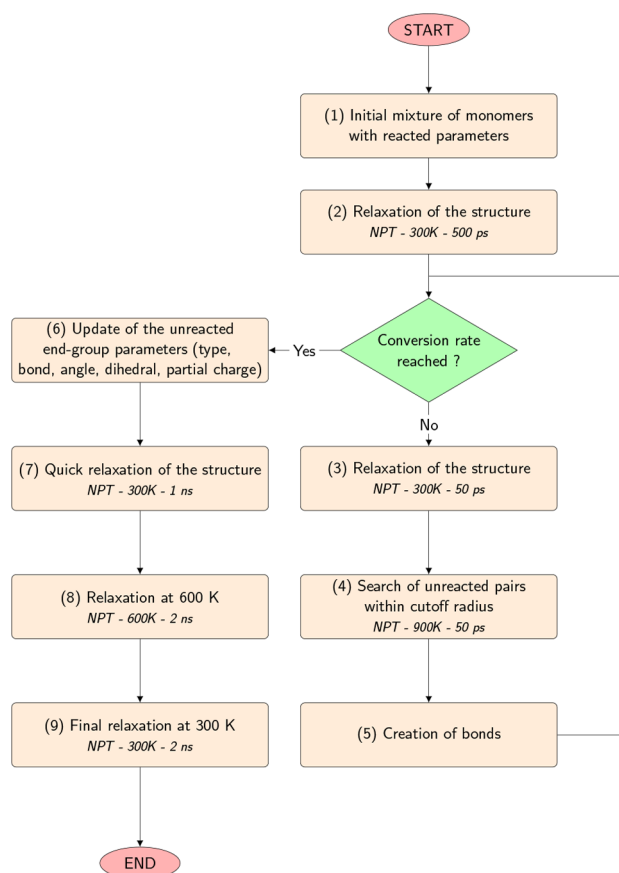 START
(1) Initial mixture of monomers
with reacted parameters
(2) Relaxation of the structure
NPT - 300K - 500 ps
Conversion rate
reached ?
Yes
No
(6) Update of the unreacted
end-group parameters (type,
bond, angle, dihedral, partial charge)
(7) Quick relaxation of the structure
NPT - 300K - 1 ns
(8) Relaxation at 600 K
NPT - 600K - 2 ns
(9) Final relaxation at 300 K
NPT - 300K - 2 ns
END
(3) Relaxation of the structure
NPT - 300K - 50 ps
(4) Search of unreacted pairs
within cutoff radius
NPT - 900K - 50 ps
(5) Creation of bonds